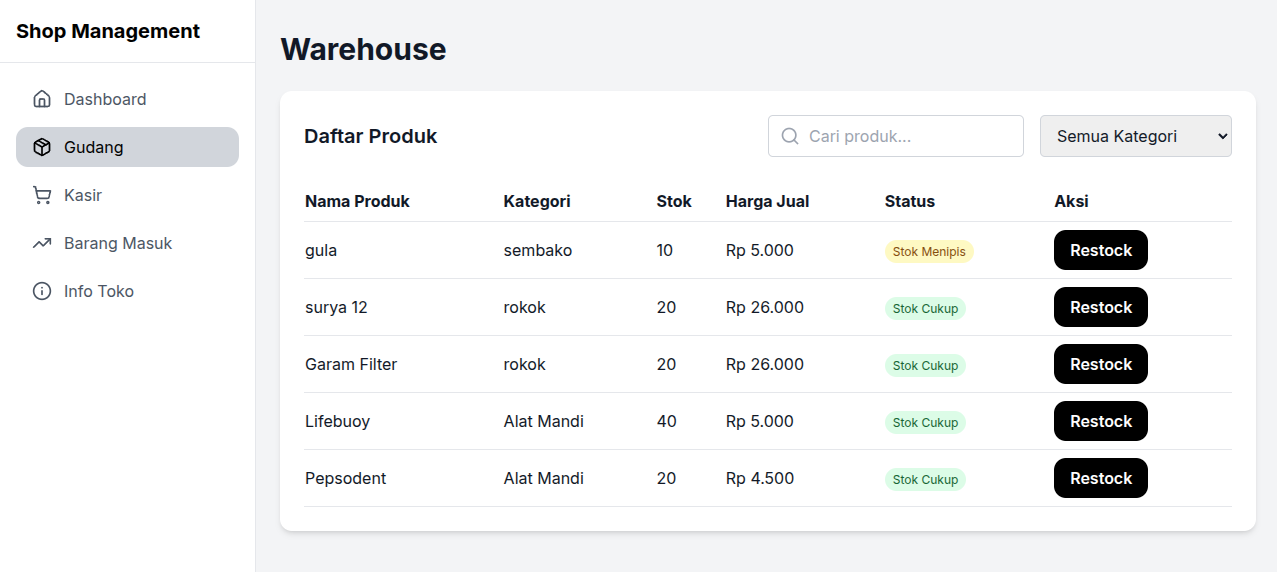 Shop Management
Dashboard
Gudang
Kasir
Barang Masuk
Info Toko
Warehouse
Daftar Produk
Cari produk...
Semua Kategori
Nama Produk Kategori Stok Harga Jual Status Aksi
gula sembako 10 Rp 5.000 Stok Menipis Restock
surya 12 rokok 20 Rp 26.000 Stok Cukup Restock
Garam Filter rokok 20 Rp 26.000 Stok Cukup Restock
Lifebuoy Alat Mandi 40 Rp 5.000 Stok Cukup Restock
Pepsodent Alat Mandi 20 Rp 4.500 Stok Cukup Restock